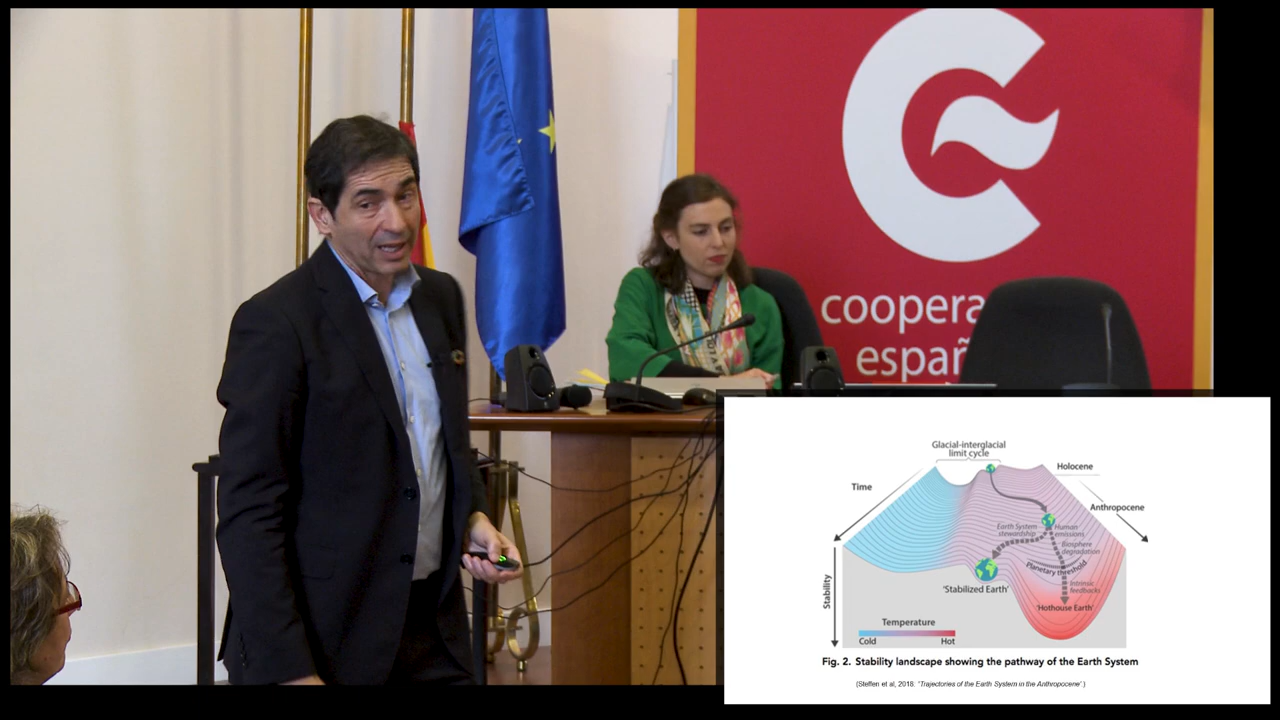 coopera
españ
Glacial-interglacial
limit cycle
Holocene
Time
Anthropocene
Earth System
stewardship
Human
emissions
Biosphere
degradation
Planetary threshold
Stability
'Stabilized Earth'
Intrinsic
feedbacks
'Hothouse Earth'
Temperature
Cold
Hot
Fig. 2. Stability landscape showing the pathway of the Earth System
(Steffen et al, 2018. 'Trajectories of the Earth System in the Anthropocene'.)